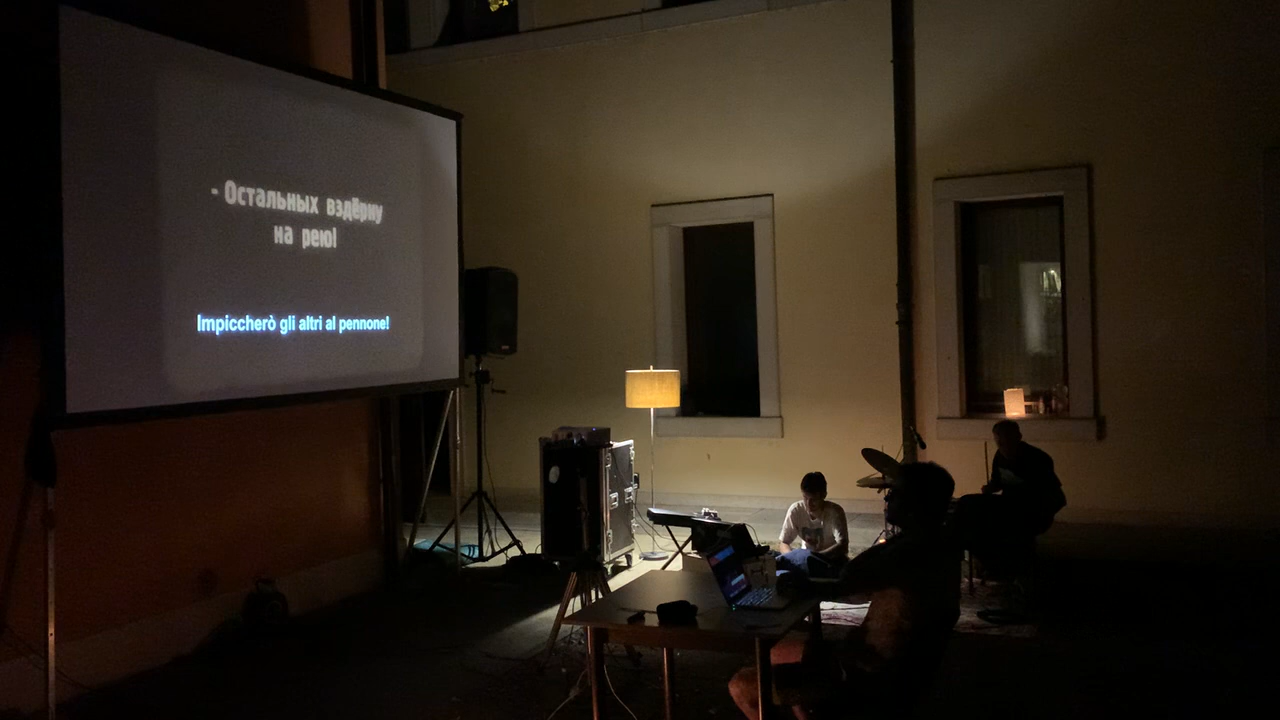 - Остальных вздёрну
на рею!
Impiccherò gli altri al pennone!